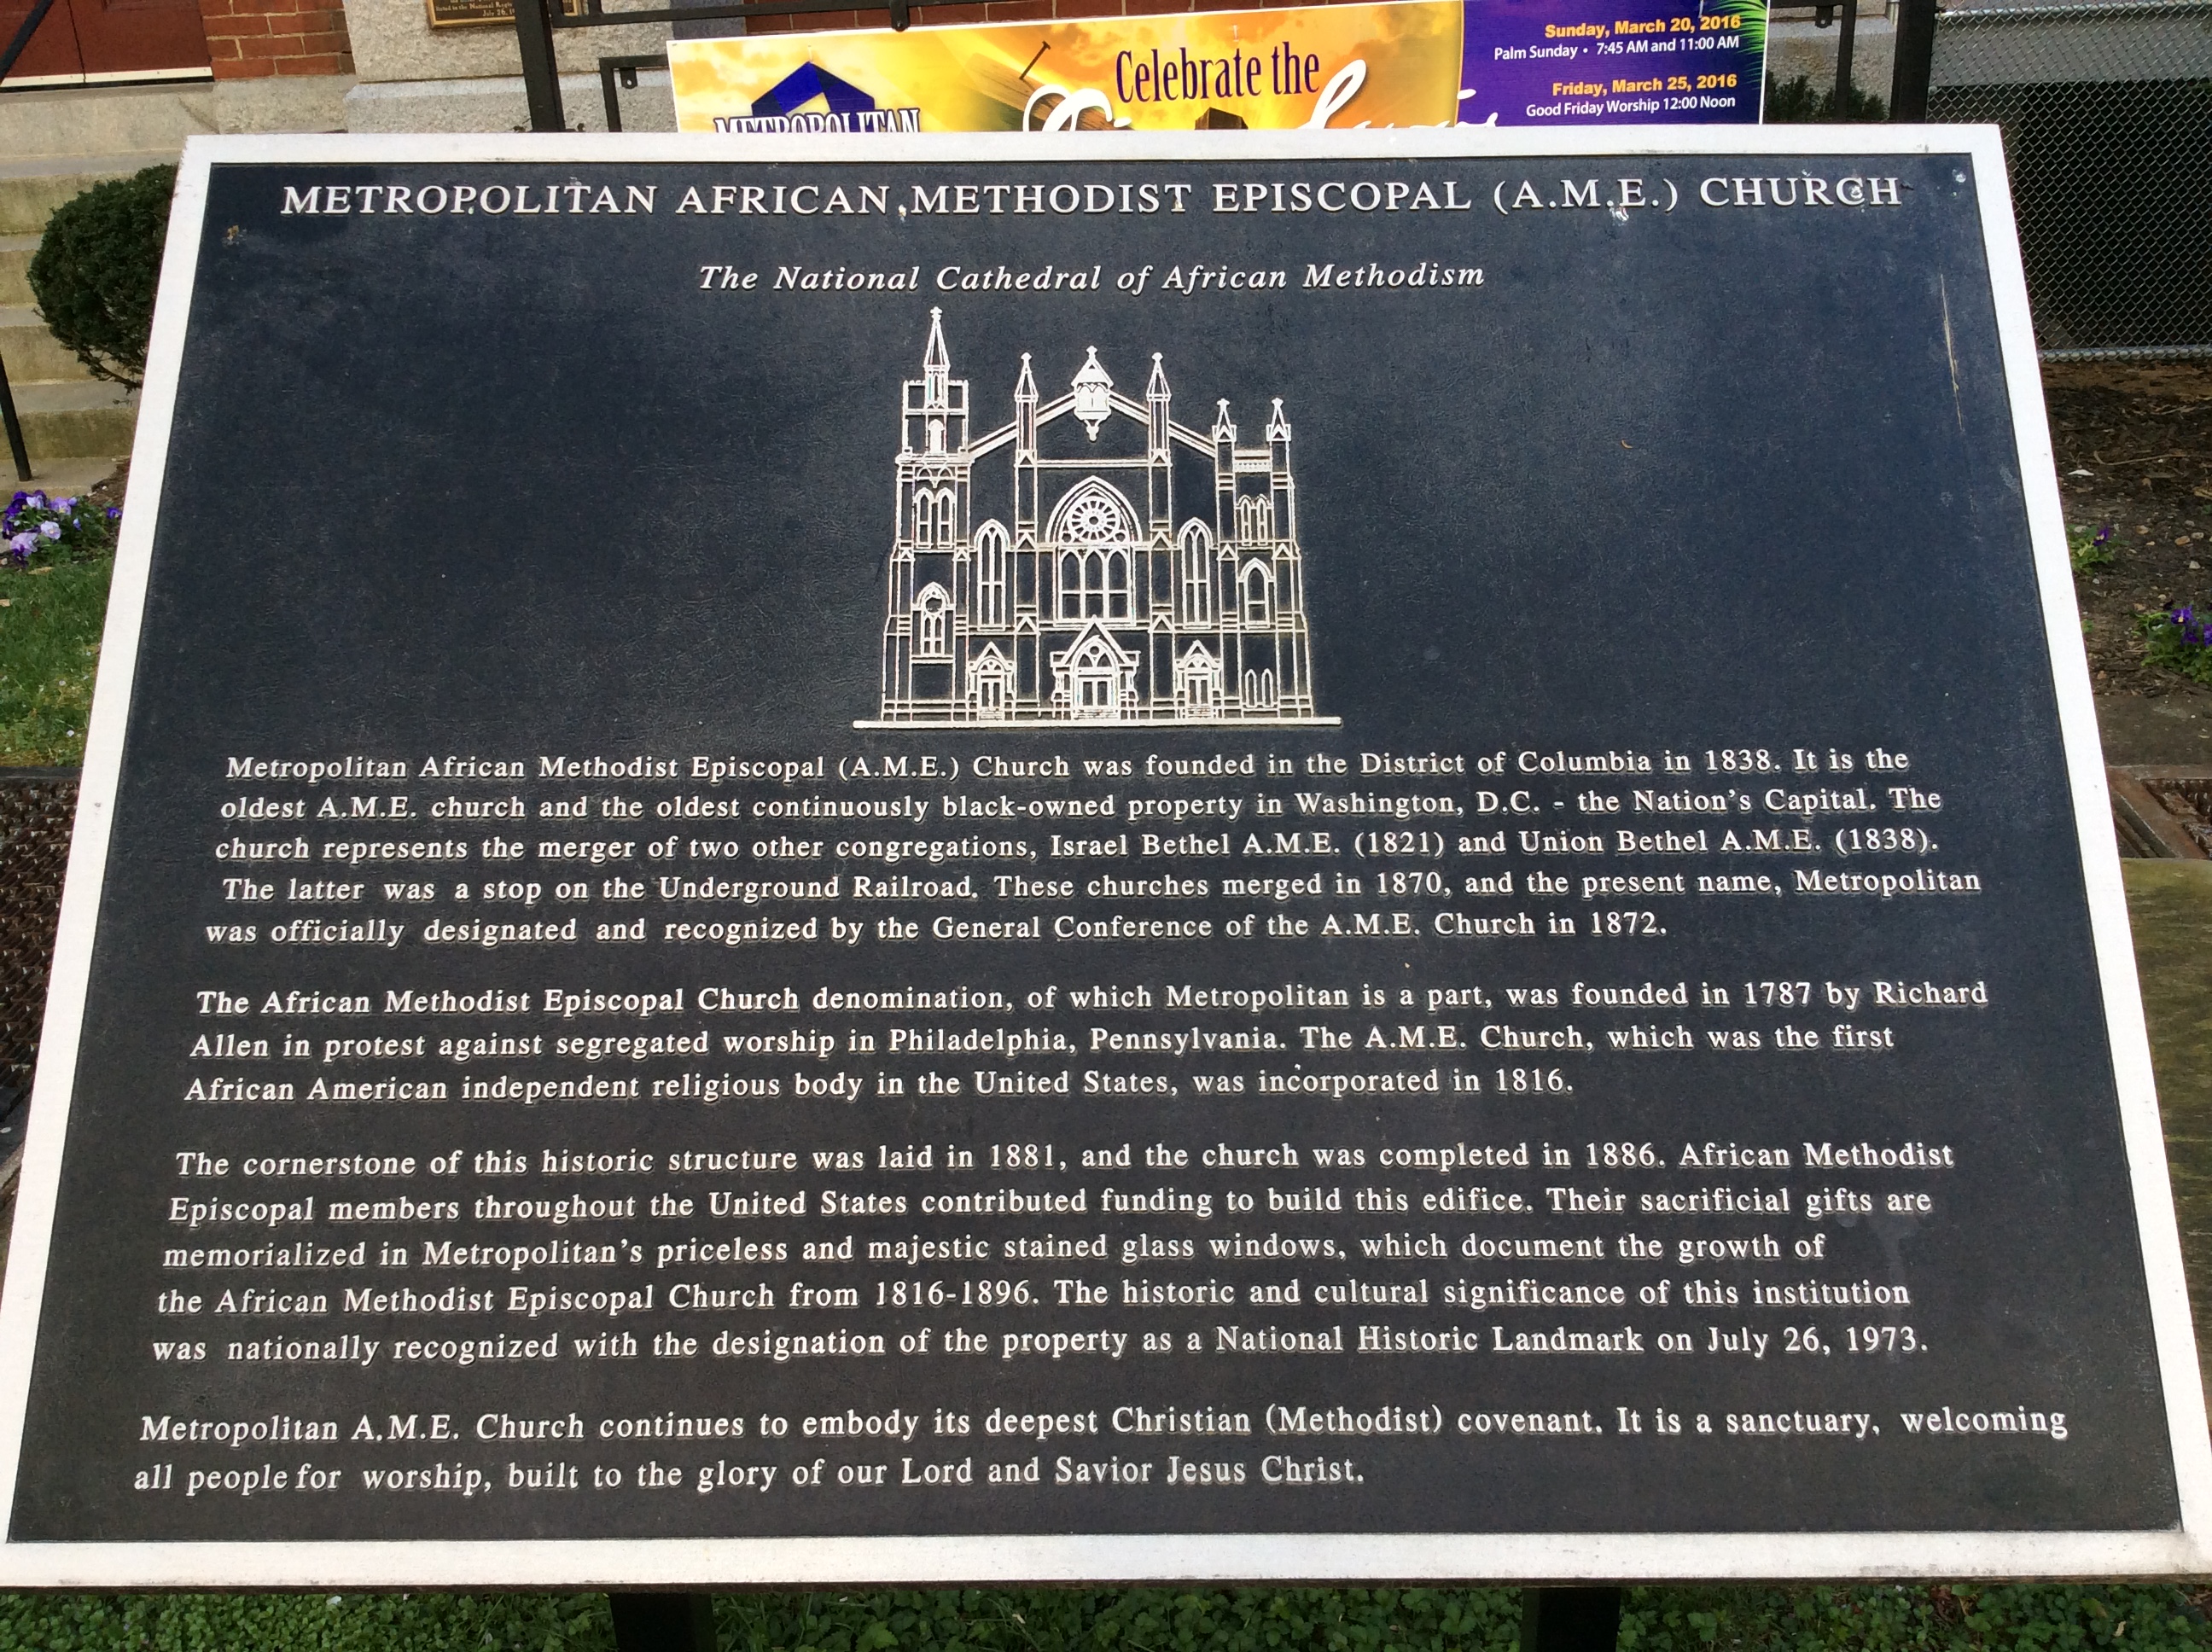 Listed in the National Regis
July 26, 1
METROPOLITAN
Celebrate the
Sunday, March 20, 2016
Palm Sunday • 7:45 AM and 11:00 AM
Friday, March 25, 2016
Good Friday Worship 12:00 Noon
METROPOLITAN AFRICAN METHODIST EPISCOPAL (A.M.E.) CHURCH
The National Cathedral of African Methodism
Metropolitan African Methodist Episcopal (A.M.E.) Church was founded in the District of Columbia in 1838. It is the
oldest A.M.E. church and the oldest continuously black-owned property in Washington, D.C. - the Nation's Capital. The
church represents the merger of two other congregations, Israel Bethel A.M.E. (1821) and Union Bethel A.M.E. (1838).
The latter was a stop on the Underground Railroad. These churches merged in 1870, and the present name, Metropolitan
was officially designated and recognized by the General Conference of the A.M.E. Church in 1872.
The African Methodist Episcopal Church denomination, of which Metropolitan is a part, was founded in 1787 by Richard
Allen in protest against segregated worship in Philadelphia, Pennsylvania. The A.M.E. Church, which was the first
African American independent religious body in the United States, was incorporated in 1816.
The cornerstone of this historic structure was laid in 1881, and the church was completed in 1886. African Methodist
Episcopal members throughout the United States contributed funding to build this edifice. Their sacrificial gifts are
memorialized in Metropolitan's priceless and majestic stained glass windows, which document the growth of
the African Methodist Episcopal Church from 1816-1896. The historic and cultural significance of this institution
was nationally recognized with the designation of the property as a National Historic Landmark on July 26, 1973.
Metropolitan A.M.E. Church continues to embody its deepest Christian (Methodist) covenant. It is a sanctuary, welcoming
all people for worship, built to the glory of our Lord and Savior Jesus Christ.